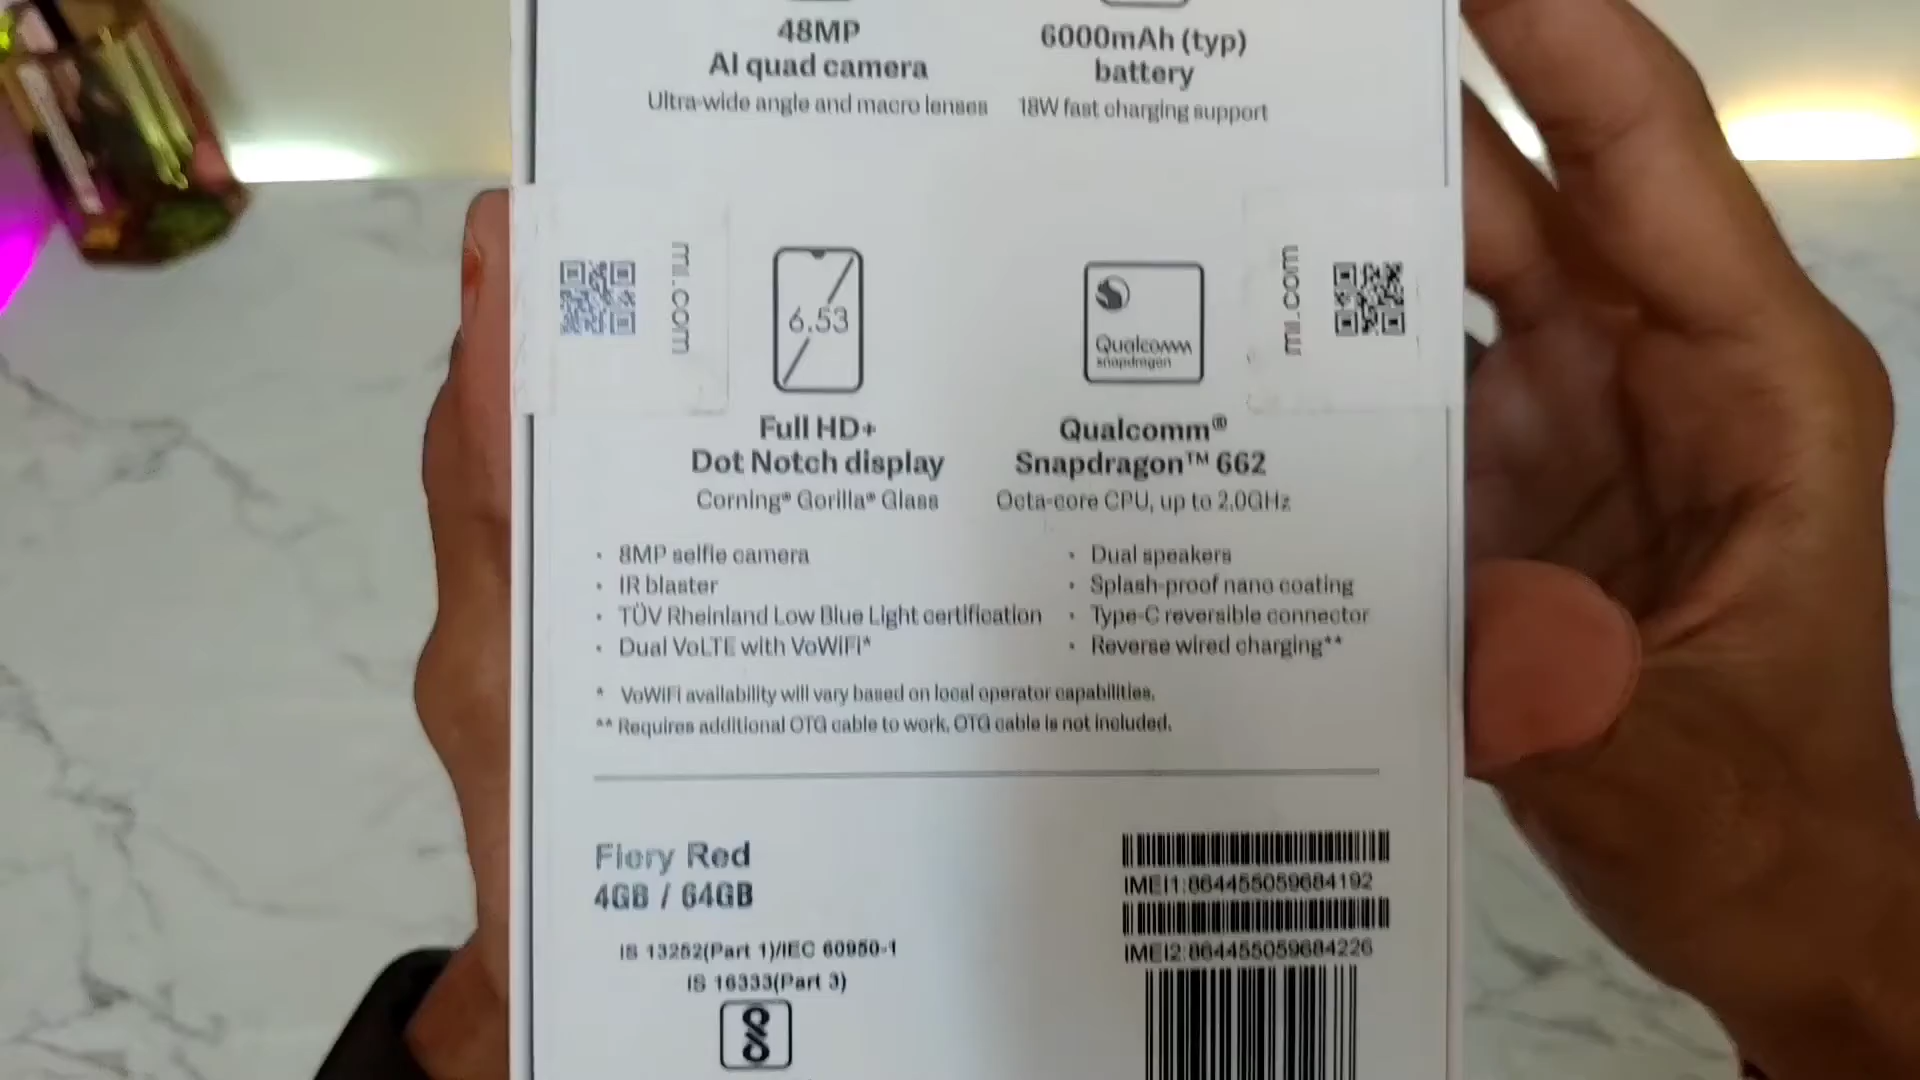 48MP
AI quad camera
Ultra-wide angle and macro lenses
6000mAh (typ)
battery
18W fast charging support
mi.com
6.53
Qualcomm
snapdragon
mi.com
Full HD+
Dot Notch display
Corning® Gorilla® Glass
Qualcomm®
Snapdragon™ 662
Octa-core CPU, up to 2.0GHz
• 8MP selfie camera
• IR blaster
• TÜV Rheinland Low Blue Light certification
• Dual VoLTE with VoWiFi*
• Dual speakers
• Splash-proof nano coating
• Type-C reversible connector
• Reverse wired charging**
* VoWiFi availability will vary based on local operator capabilities.
** Requires additional OTG cable to work. OTG cable is not included.
Fiery Red
4GB / 64GB
IMEI1:864455059684192
IMEI2:864455059684226
IS 13252(Part 1)/IEC 60950-1
IS 16333(Part 3)